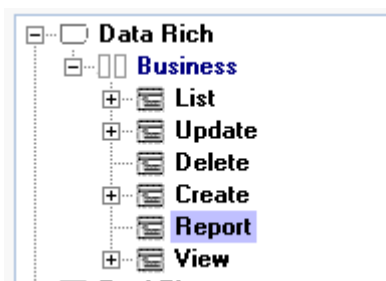 Data Rich
Business
List
Update
Delete
Create
Report
View